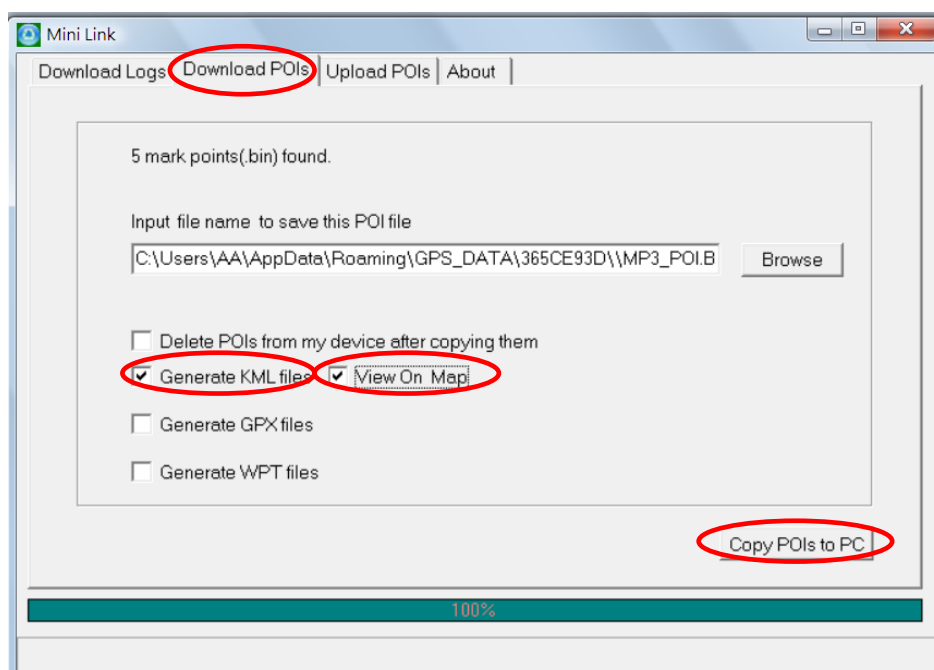 Mini Link
Download Logs Download POIs Upload POIs About
5 mark points(.bin) found.
Input file name to save this POI file
C:\Users\AA\AppData\Roaming\GPS_DATA\365CE93D\\MP3_POI.B Browse
Delete POIs from my device after copying them
Generate KML files View On Map
Generate GPX files
Generate WPT files
Copy POIs to PC
100%